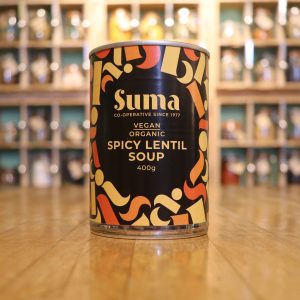 Suma
CO-OPERATIVE SINCE 1977
VEGAN
ORGANIC
SPICY LENTIL
SOUP
400g